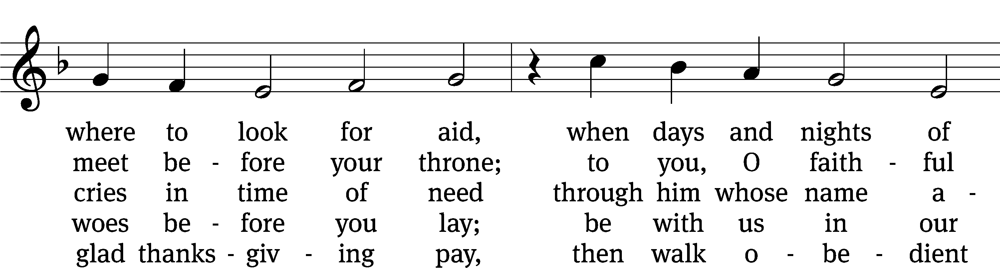 where to look for aid, when days and nights of
meet be - fore your throne; to you, O faith - ful
cries in time of need through him whose name a -
woes be - fore you lay; be with us in our
glad thanks - giv - ing pay, then walk o - be - dient